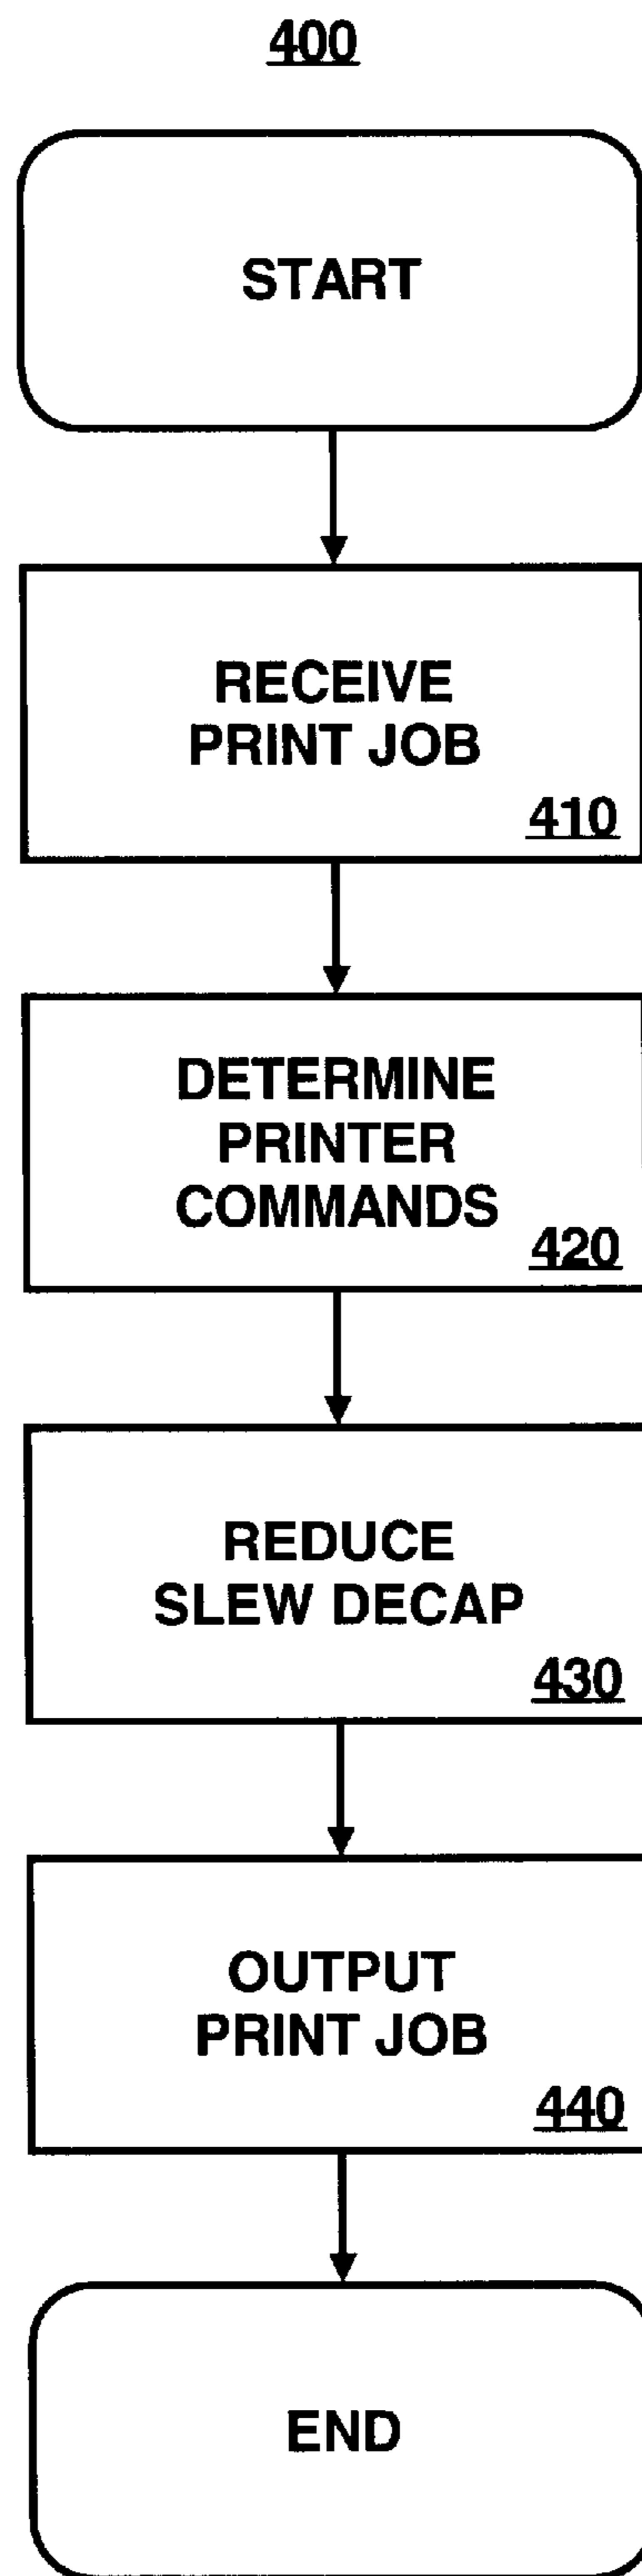 400
START
RECEIVE
PRINT JOB
410
DETERMINE
PRINTER
COMMANDS
420
REDUCE
SLEW DECAP
430
OUTPUT
PRINT JOB
440
END